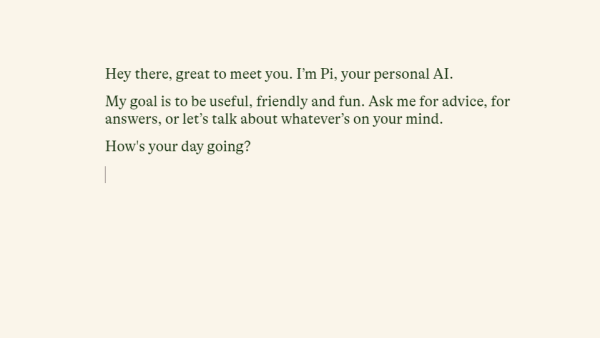 Hey there, great to meet you. I’m Pi, your personal AI.
My goal is to be useful, friendly and fun. Ask me for advice, for
answers, or let’s talk about whatever’s on your mind.
How's your day going?